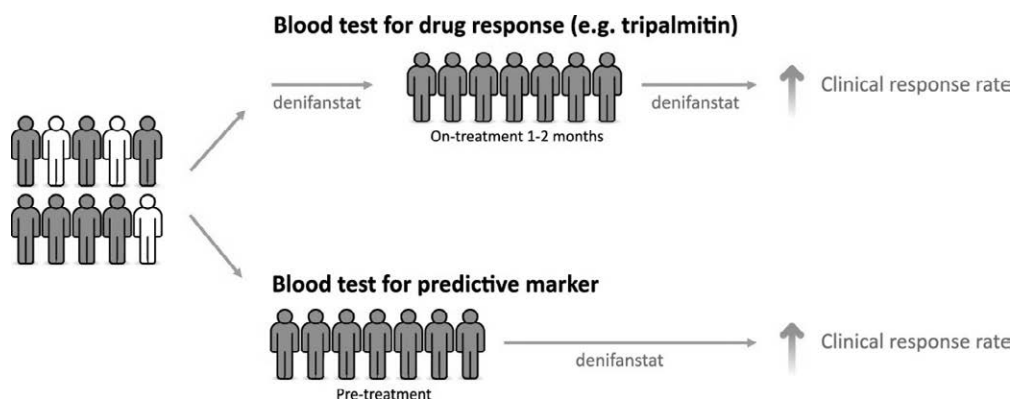 Blood test for drug response (e.g. tripalmitin)
denifanstat
denifanstat
Clinical response rate
On-treatment 1-2 months
Blood test for predictive marker
denifanstat
Clinical response rate
Pre-treatment